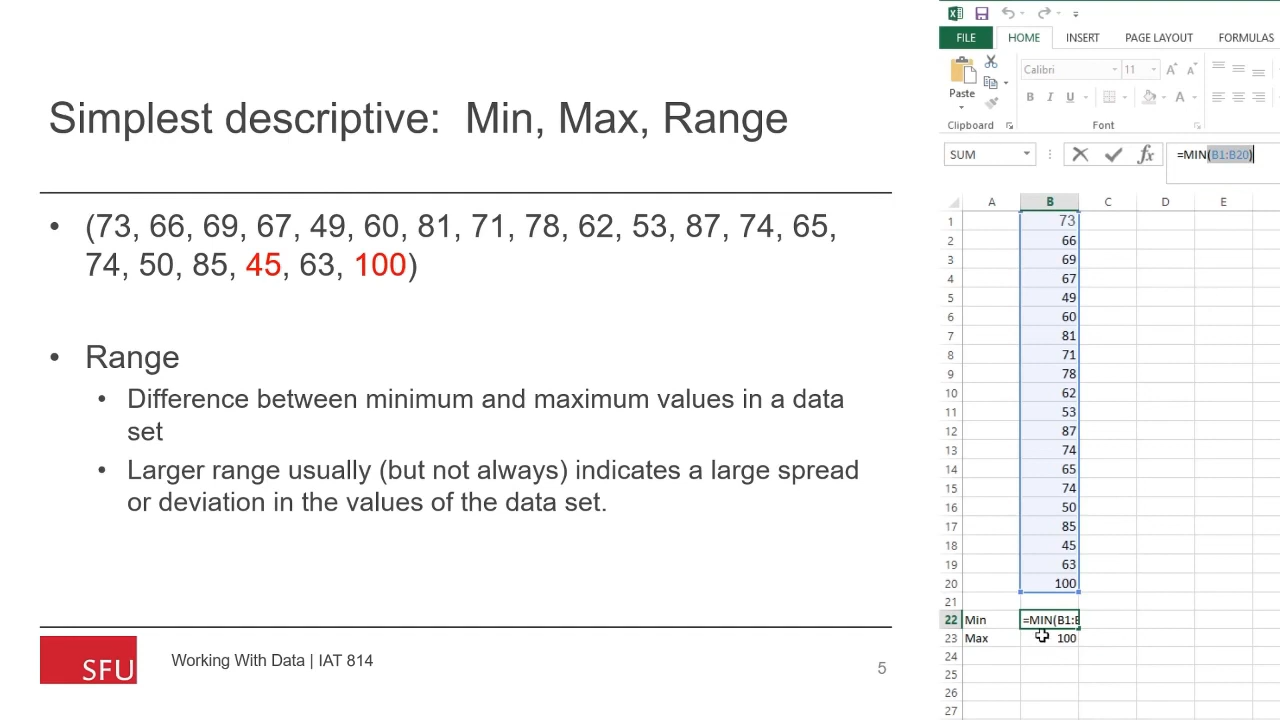 Simplest descriptive:  Min, Max, Range
• (73, 66, 69, 67, 49, 60, 81, 71, 78, 62, 53, 87, 74, 65,
74, 50, 85, 45, 63, 100)
• Range
• Difference between minimum and maximum values in a data
set
• Larger range usually (but not always) indicates a large spread
or deviation in the values of the data set.
SFU
Working With Data | IAT 814
5
FILE HOME INSERT PAGE LAYOUT FORMULAS
Paste
Calibri 11
B I U A
Clipboard Font
SUM =MIN(B1:B20)
A B C D E
1 73
2 66
3 69
4 67
5 49
6 60
7 81
8 71
9 78
10 62
11 53
12 87
13 74
14 65
15 74
16 50
17 85
18 45
19 63
20 100
21
22 Min =MIN(B1:B
23 Max 100
24
25
26
27